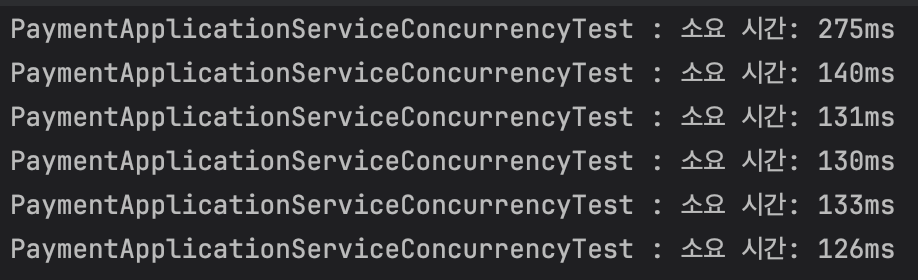 PaymentApplicationServiceConcurrencyTest : 소요 시간: 275ms
PaymentApplicationServiceConcurrencyTest : 소요 시간: 140ms
PaymentApplicationServiceConcurrencyTest : 소요 시간: 131ms
PaymentApplicationServiceConcurrencyTest : 소요 시간: 130ms
PaymentApplicationServiceConcurrencyTest : 소요 시간: 133ms
PaymentApplicationServiceConcurrencyTest : 소요 시간: 126ms